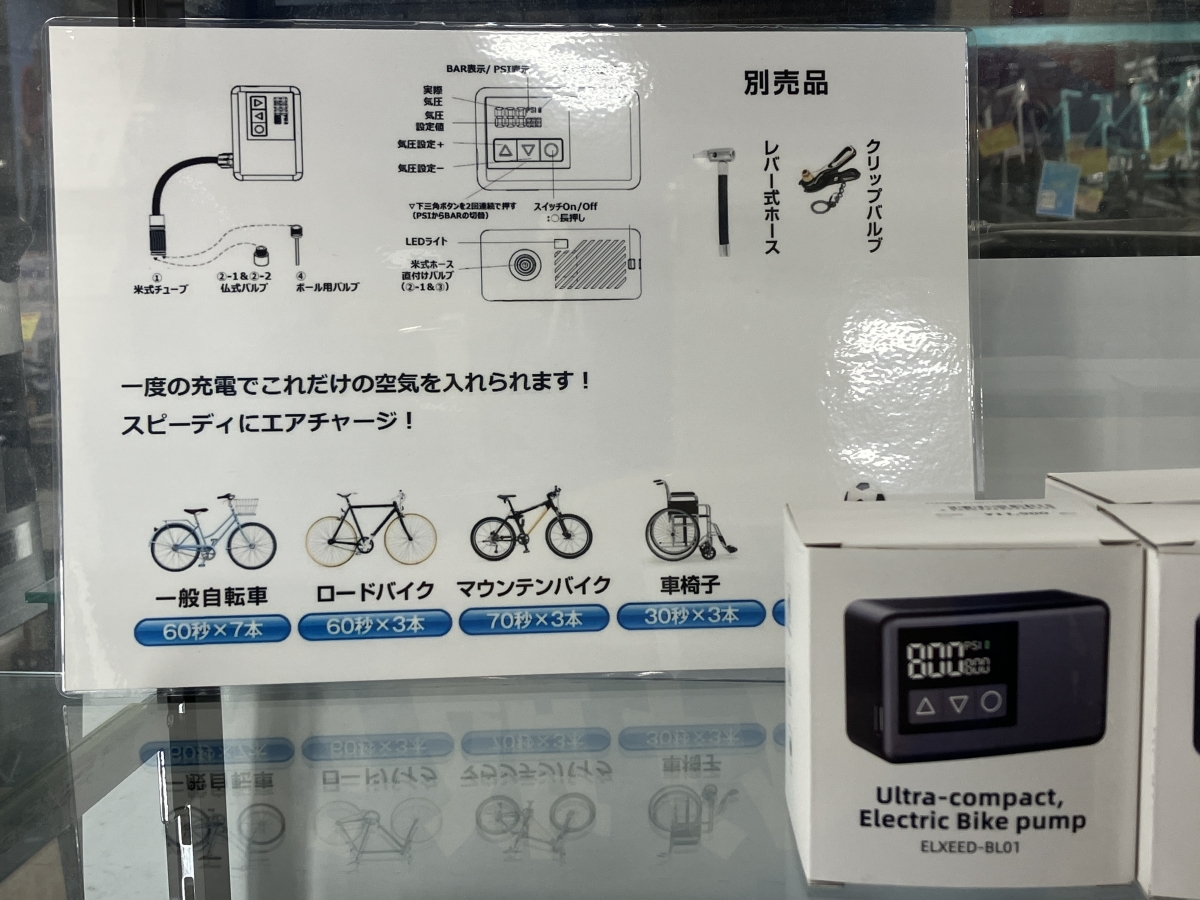 BAR表示/ PSI表示
実際
気圧
気圧
設定値
気圧設定+
気圧設定−
▽下三角ボタンを2回連続で押す
(PSIからBARの切替)
スイッチOn/Off
:○長押し
LEDライト
米式ホース
直付けバルブ
(②-1&③)
①
米式チューブ
②-1&②-2
仏式バルブ
④
ボール用バルブ
別売品
レバー式ホース
クリップバルブ
一度の充電でこれだけの空気を入れられます！
スピーディにエアチャージ！
一般自転車
60秒×7本
ロードバイク
60秒×3本
マウンテンバイク
70秒×3本
車椅子
30秒×3本
800 PSI
800
Ultra-compact,
Electric Bike pump
ELXEED-BL01